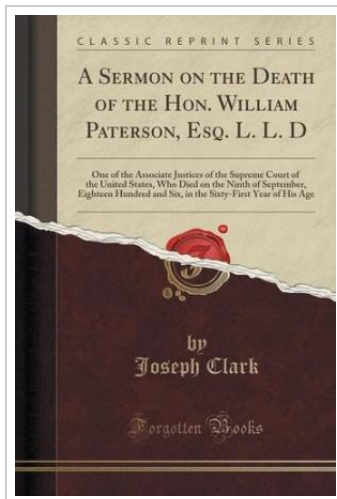 CLASSIC REPRINT SERIES
A SERMON ON THE DEATH
OF THE HON. WILLIAM
PATERSON, ESQ. L. L. D
One of the Associate Justices of the Supreme Court of
the United States, Who Died on the Ninth of September,
Eighteen Hundred and Six, in the Sixty-First Year of His Age
F
by
Joseph Clark
Forgotten Books